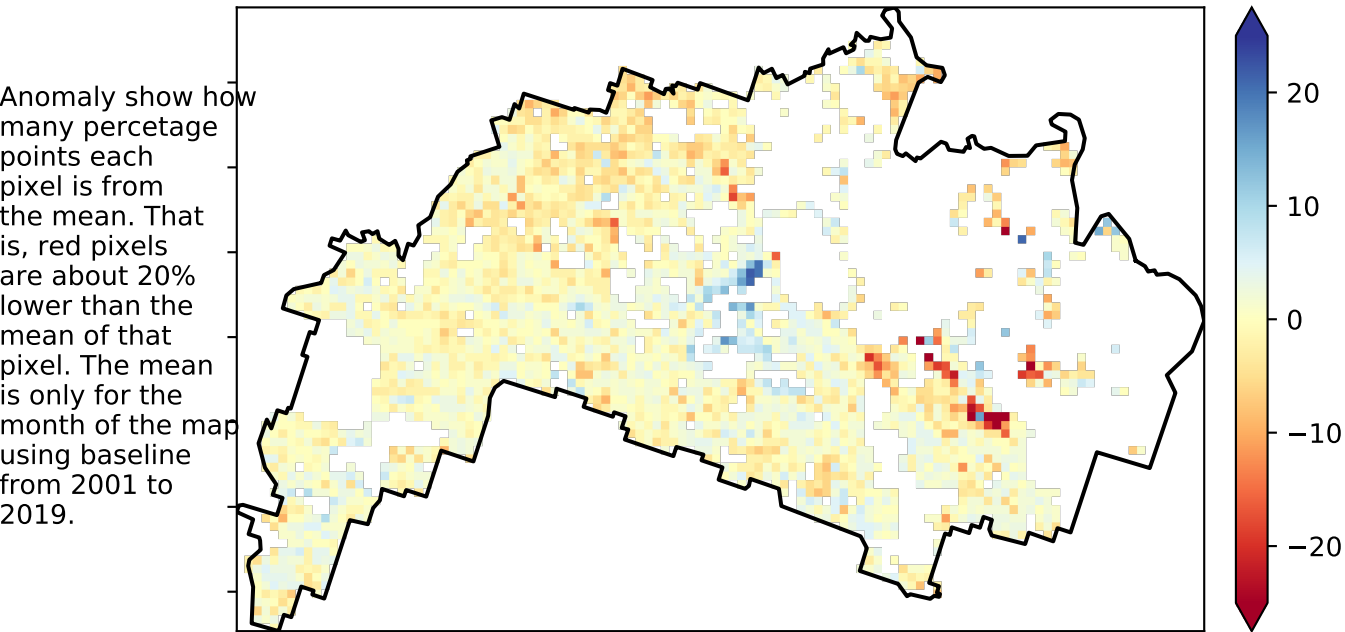 Anomaly show how
many percetage
points each
pixel is from
the mean. That
is, red pixels
are about 20%
lower than the
mean of that
pixel. The mean
is only for the
month of the map
using baseline
from 2001 to
2019.
20
10
0
−10
−20